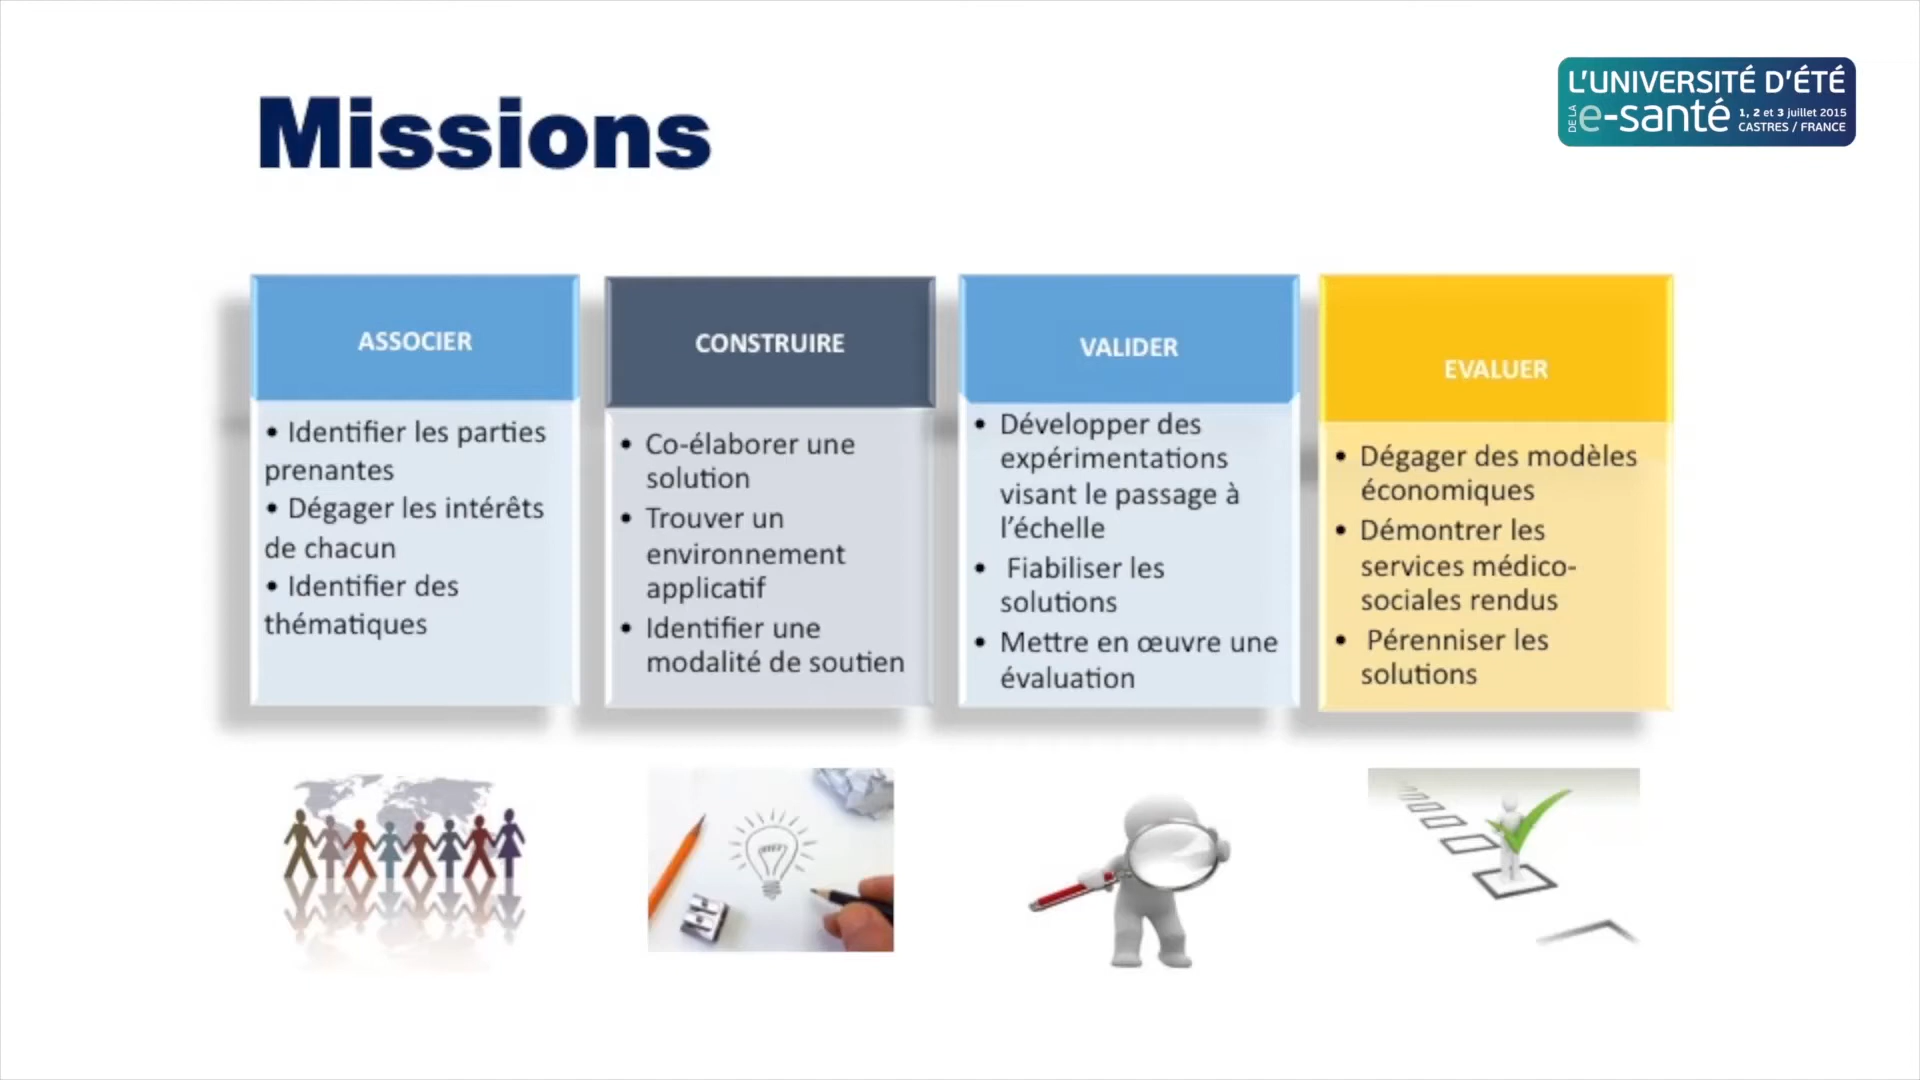 Missions
L'UNIVERSITÉ D'ÉTÉ
DE LA e-santé
1, 2 et 3 juillet 2015
CASTRES / FRANCE
ASSOCIER
• Identifier les parties
prenantes
• Dégager les intérêts
de chacun
• Identifier des
thématiques
CONSTRUIRE
• Co-élaborer une
solution
• Trouver un
environnement
applicatif
• Identifier une
modalité de soutien
VALIDER
• Développer des
expérimentations
visant le passage à
l'échelle
• Fiabiliser les
solutions
• Mettre en œuvre une
évaluation
EVALUER
• Dégager des modèles
économiques
• Démontrer les
services médico-
sociales rendus
• Pérenniser les
solutions